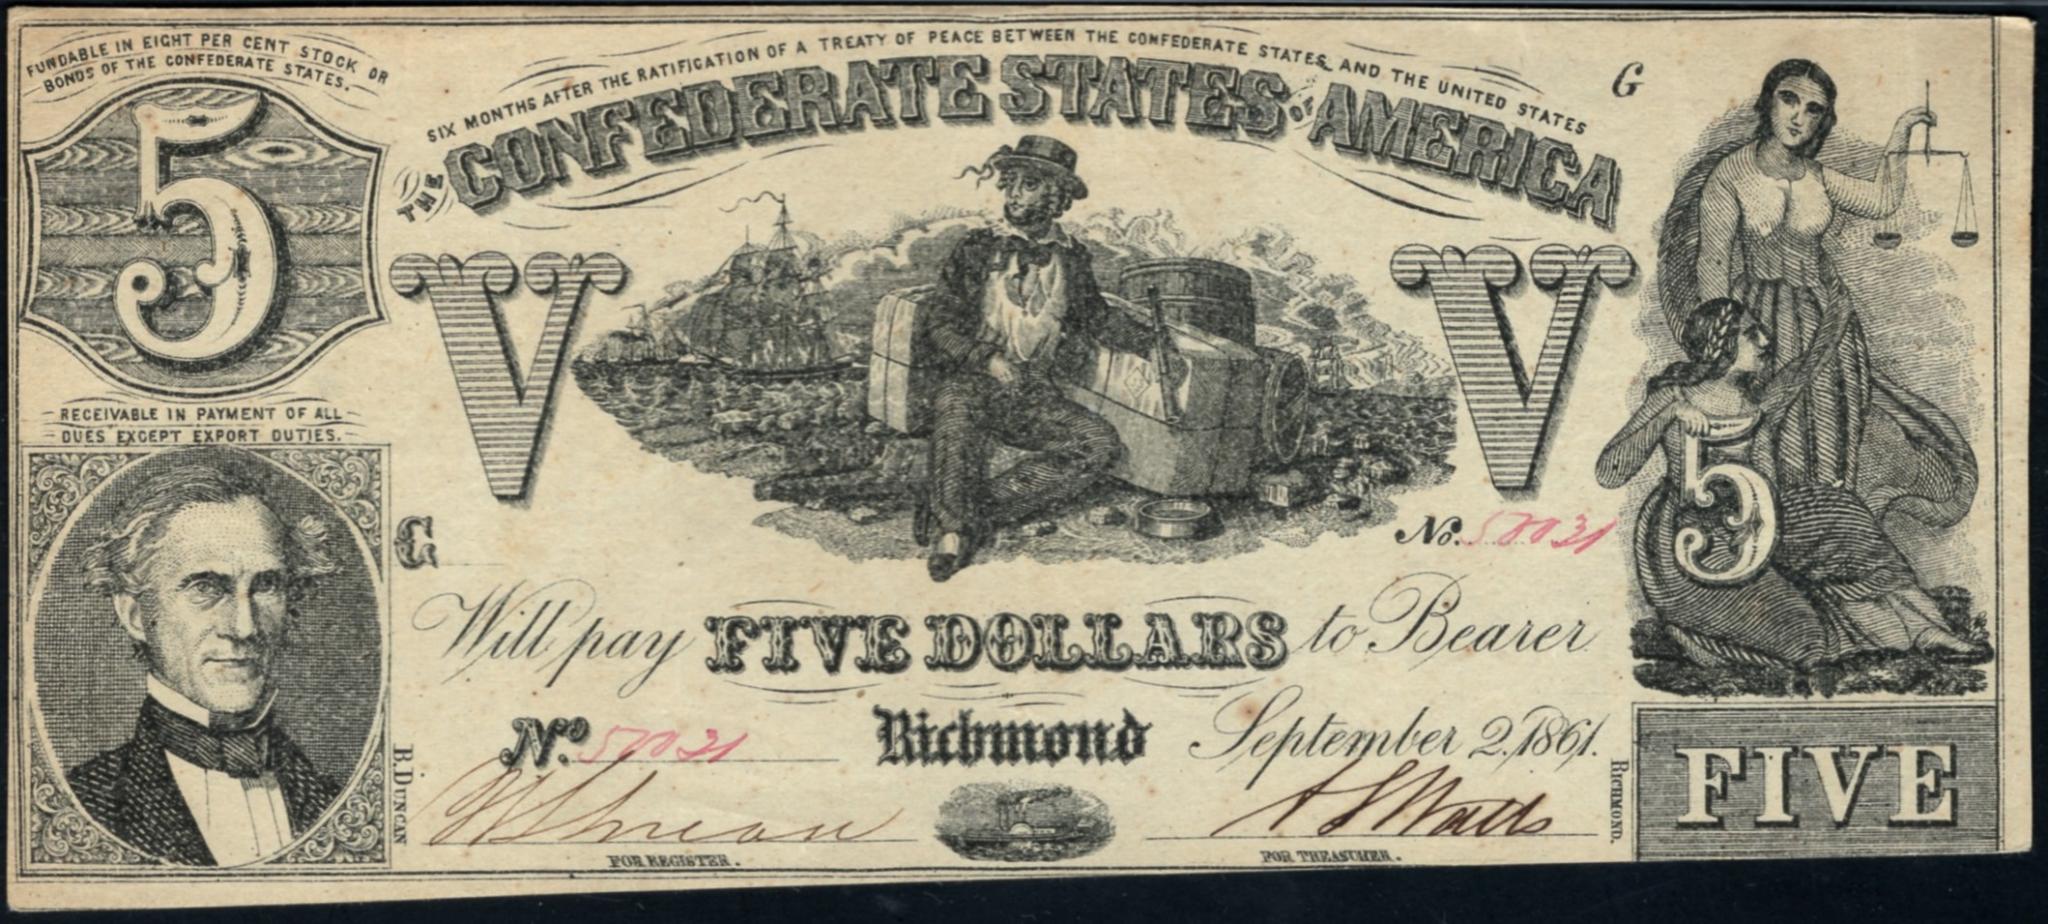 FUNDABLE IN EIGHT PER CENT STOCK OR
BONDS OF THE CONFEDERATE STATES.
5
SIX MONTHS AFTER THE RATIFICATION OF A TREATY OF PEACE BETWEEN THE CONFEDERATE STATES AND THE UNITED STATES
THE CONFEDERATE STATES OF AMERICA
G
V
V
RECEIVABLE IN PAYMENT OF ALL
DUES EXCEPT EXPORT DUTIES.
5
G
No.
Will pay FIVE DOLLARS to Bearer
No.
Richmond September 2, 1861.
B. DUNCAN
RICHMOND.
FIVE
FOR REGISTER.
FOR TREASURER.